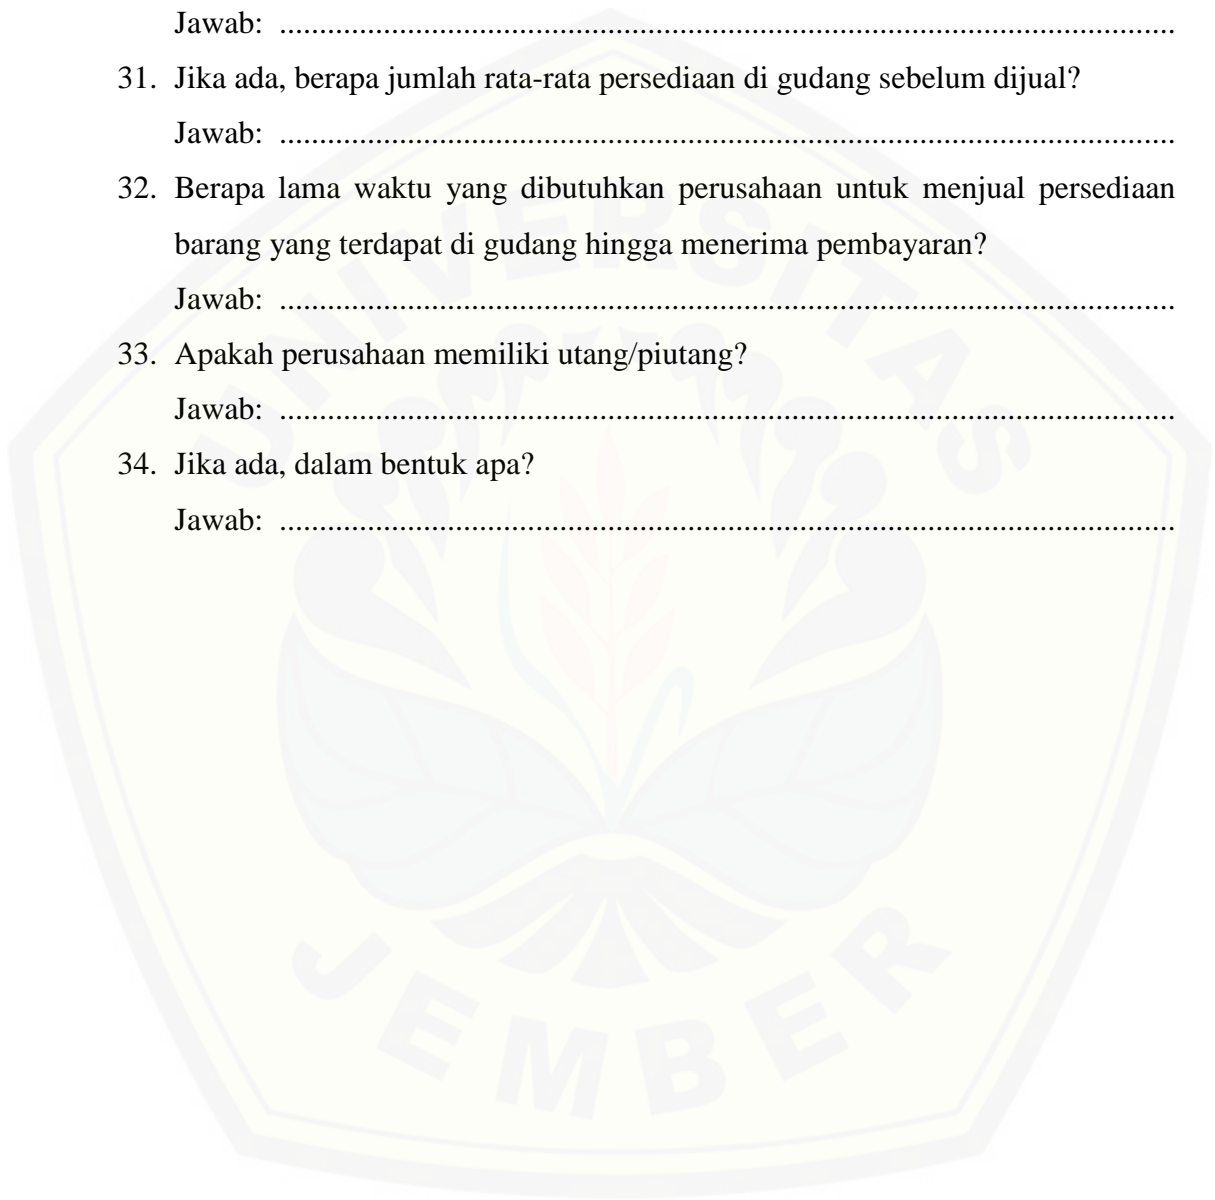 Jawab: ................................................................................................................
31. Jika ada, berapa jumlah rata-rata persediaan di gudang sebelum dijual?
Jawab: ................................................................................................................
32. Berapa lama waktu yang dibutuhkan perusahaan untuk menjual persediaan
barang yang terdapat di gudang hingga menerima pembayaran?
Jawab: ................................................................................................................
33. Apakah perusahaan memiliki utang/piutang?
Jawab: ................................................................................................................
34. Jika ada, dalam bentuk apa?
Jawab: ................................................................................................................
UNIVERSITAS
JEMBER